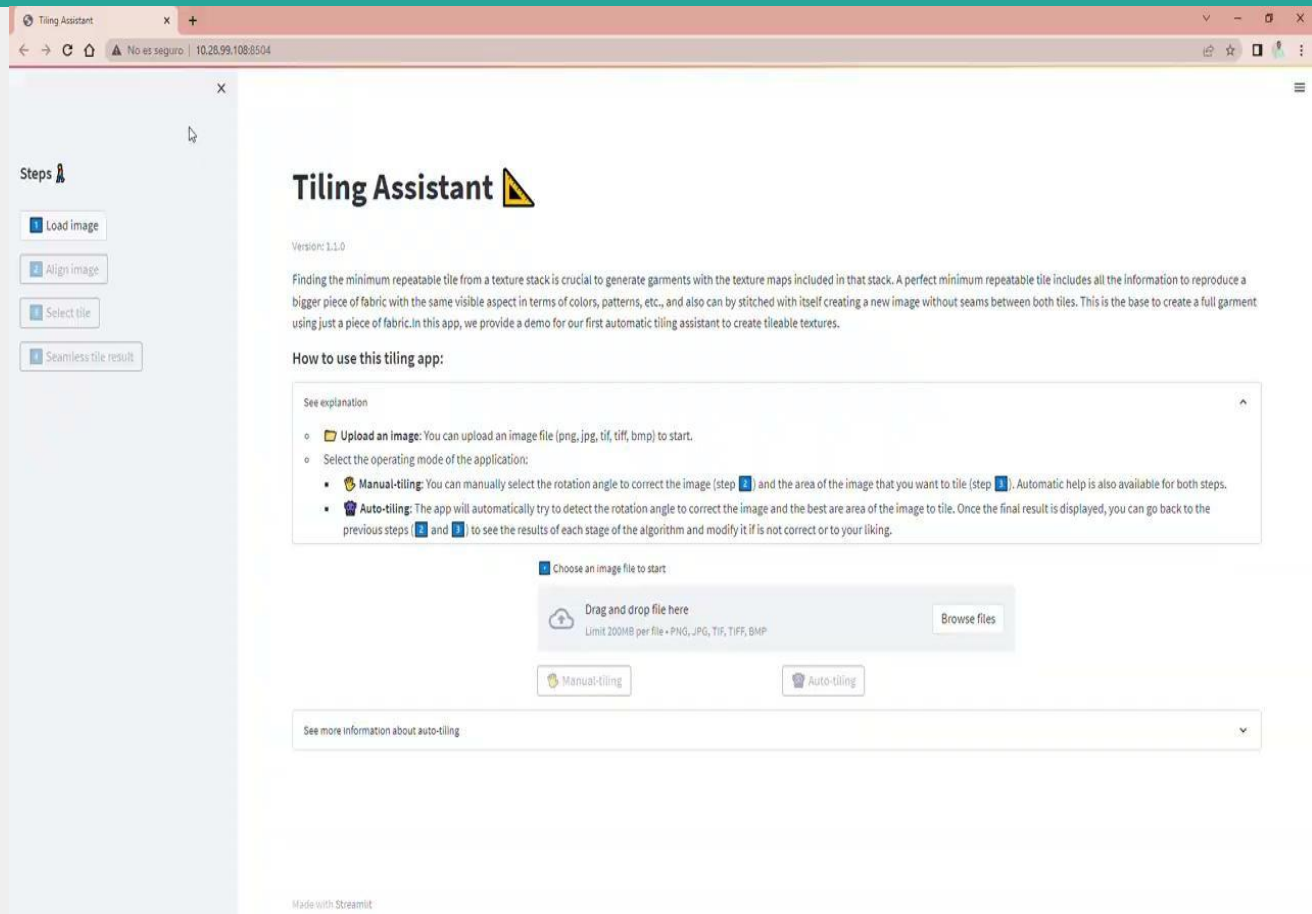 Tiling Assistant
No es seguro | 10.28.99.108:8504
Steps
1 Load image
2 Align image
3 Select tile
4 Seamless tile result
Tiling Assistant
Version: 1.1.0
Finding the minimum repeatable tile from a texture stack is crucial to generate garments with the texture maps included in that stack. A perfect minimum repeatable tile includes all the information to reproduce a
bigger piece of fabric with the same visible aspect in terms of colors, patterns, etc., and also can by stitched with itself creating a new image without seams between both tiles. This is the base to create a full garment
using just a piece of fabric.In this app, we provide a demo for our first automatic tiling assistant to create tileable textures.
How to use this tiling app:
See explanation
Upload an image: You can upload an image file (png, jpg, tif, tiff, bmp) to start.
Select the operating mode of the application:
Manual-tiling: You can manually select the rotation angle to correct the image (step 2) and the area of the image that you want to tile (step 3). Automatic help is also available for both steps.
Auto-tiling: The app will automatically try to detect the rotation angle to correct the image and the best are area of the image to tile. Once the final result is displayed, you can go back to the
previous steps (2 and 3) to see the results of each stage of the algorithm and modify it if is not correct or to your liking.
1 Choose an image file to start
Drag and drop file here
Limit 200MB per file • PNG, JPG, TIF, TIFF, BMP
Browse files
Manual-tiling
Auto-tiling
See more information about auto-tiling
Made with Streamlit